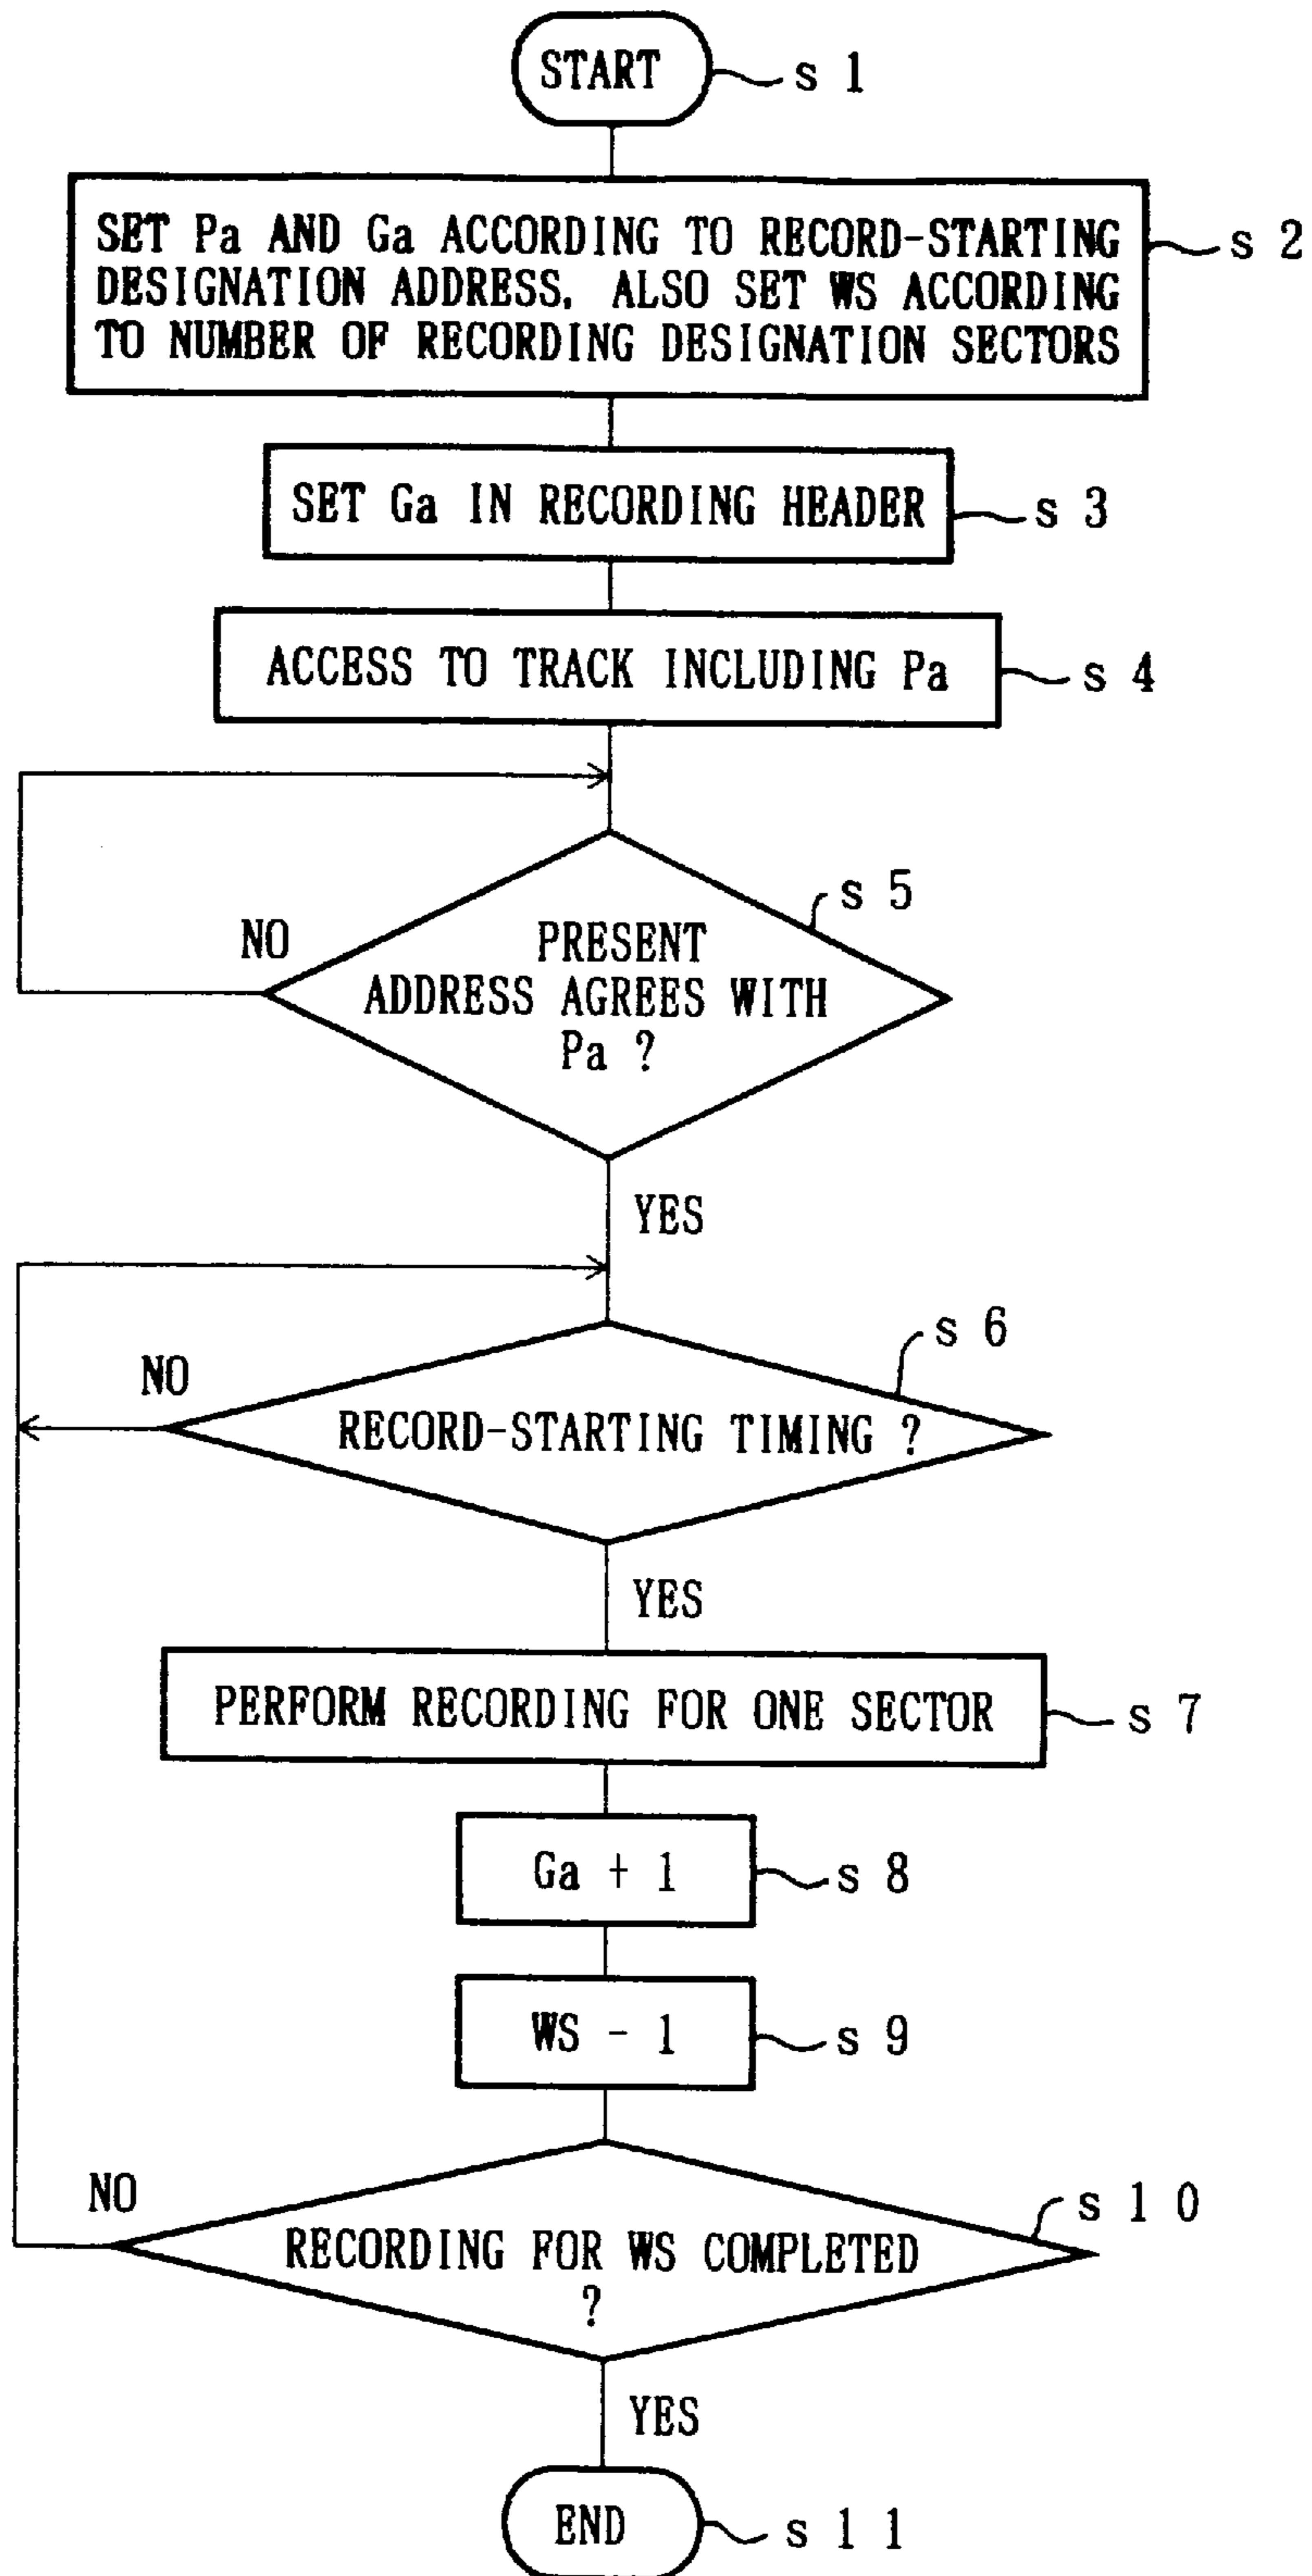 START
s 1
SET Pa AND Ga ACCORDING TO RECORD-STARTING
DESIGNATION ADDRESS. ALSO SET WS ACCORDING
TO NUMBER OF RECORDING DESIGNATION SECTORS
s 2
SET Ga IN RECORDING HEADER
s 3
ACCESS TO TRACK INCLUDING Pa
s 4
s 5
NO
PRESENT
ADDRESS AGREES WITH
Pa ?
YES
s 6
NO
RECORD-STARTING TIMING ?
YES
PERFORM RECORDING FOR ONE SECTOR
s 7
Ga + 1
s 8
WS - 1
s 9
NO
s 1 0
RECORDING FOR WS COMPLETED
?
YES
END
s 1 1